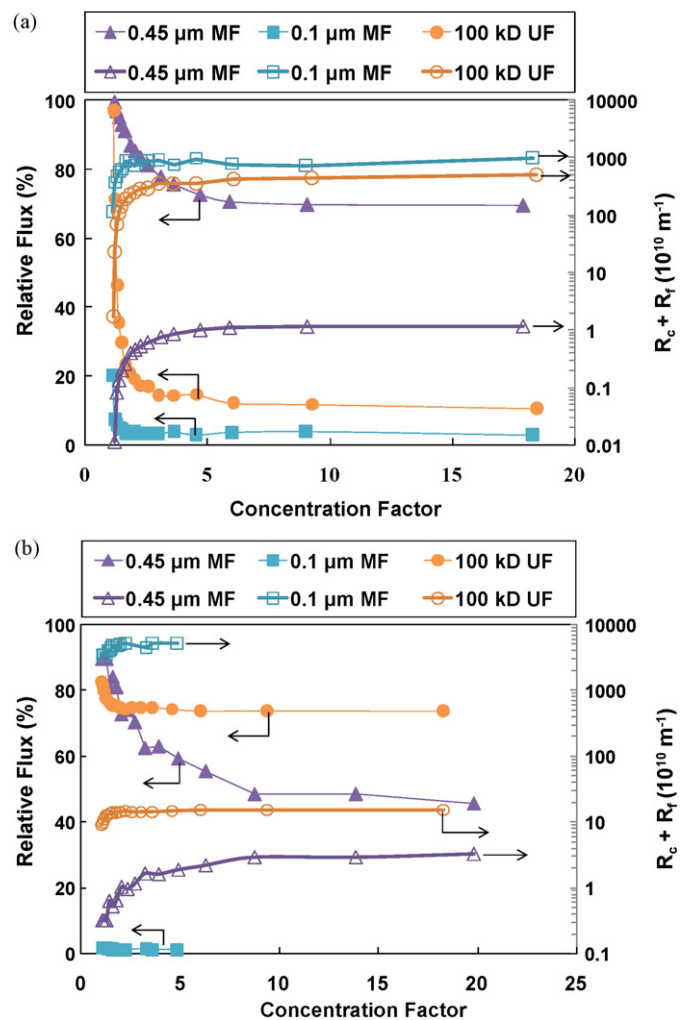 (a)
0.45 µm MF 0.1 µm MF 100 kD UF
0.45 µm MF 0.1 µm MF 100 kD UF
Relative Flux (%)
100
80
60
40
20
0
0 5 10 15 20
Concentration Factor
10000
1000
100
10
1
0.1
0.01
R_c + R_f (10¹⁰ m⁻¹)
(b)
0.45 µm MF 0.1 µm MF 100 kD UF
0.45 µm MF 0.1 µm MF 100 kD UF
Relative Flux (%)
100
80
60
40
20
0
0 5 10 15 20 25
Concentration Factor
10000
1000
100
10
1
0.1
R_c + R_f (10¹⁰ m⁻¹)